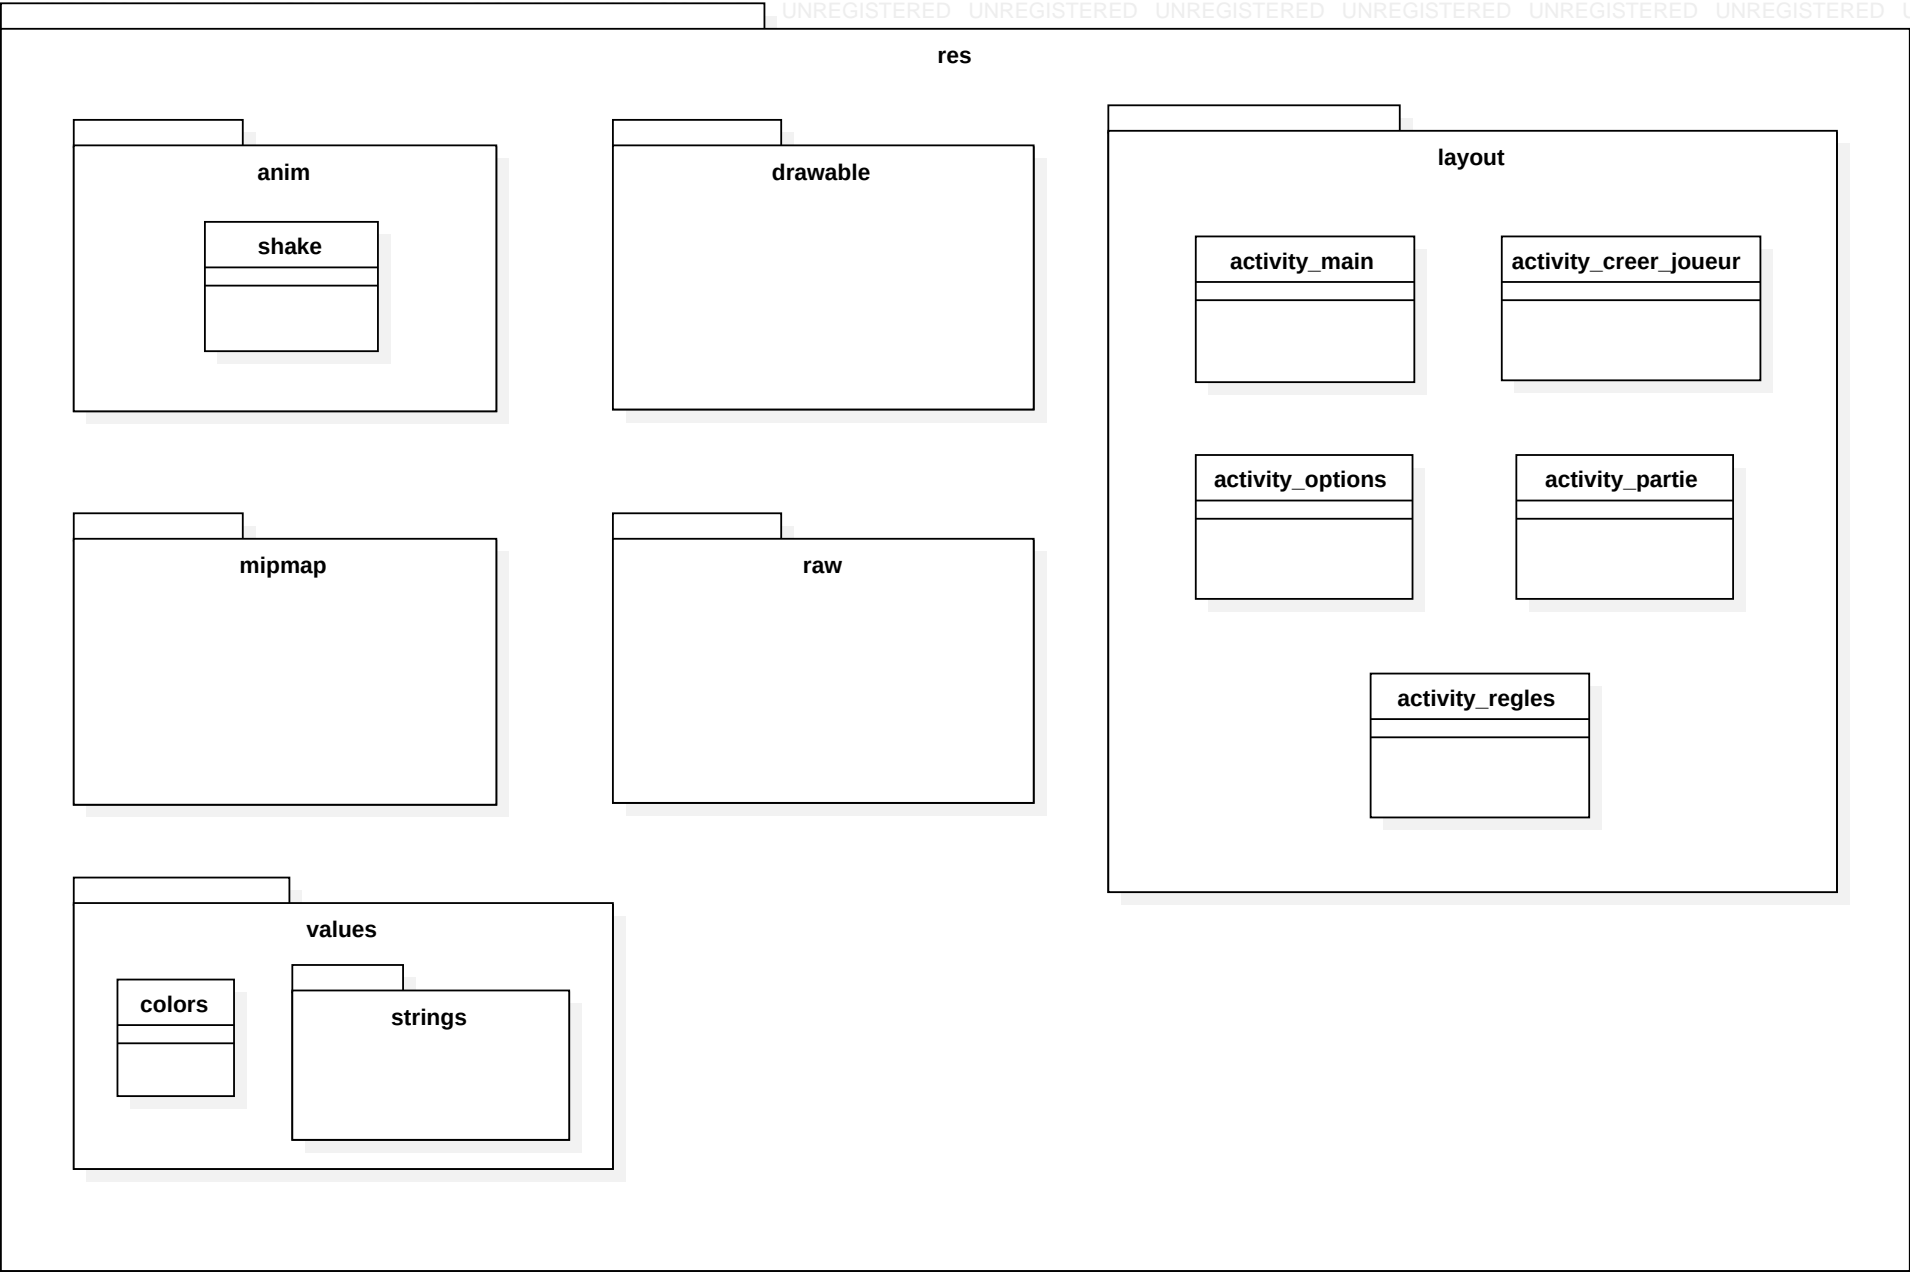 UNREGISTERED UNREGISTERED UNREGISTERED UNREGISTERED UNREGISTERED UNREGISTERED
res
anim
shake
drawable
layout
activity_main
activity_creer_joueur
activity_options
activity_partie
activity_regles
mipmap
raw
values
colors
strings